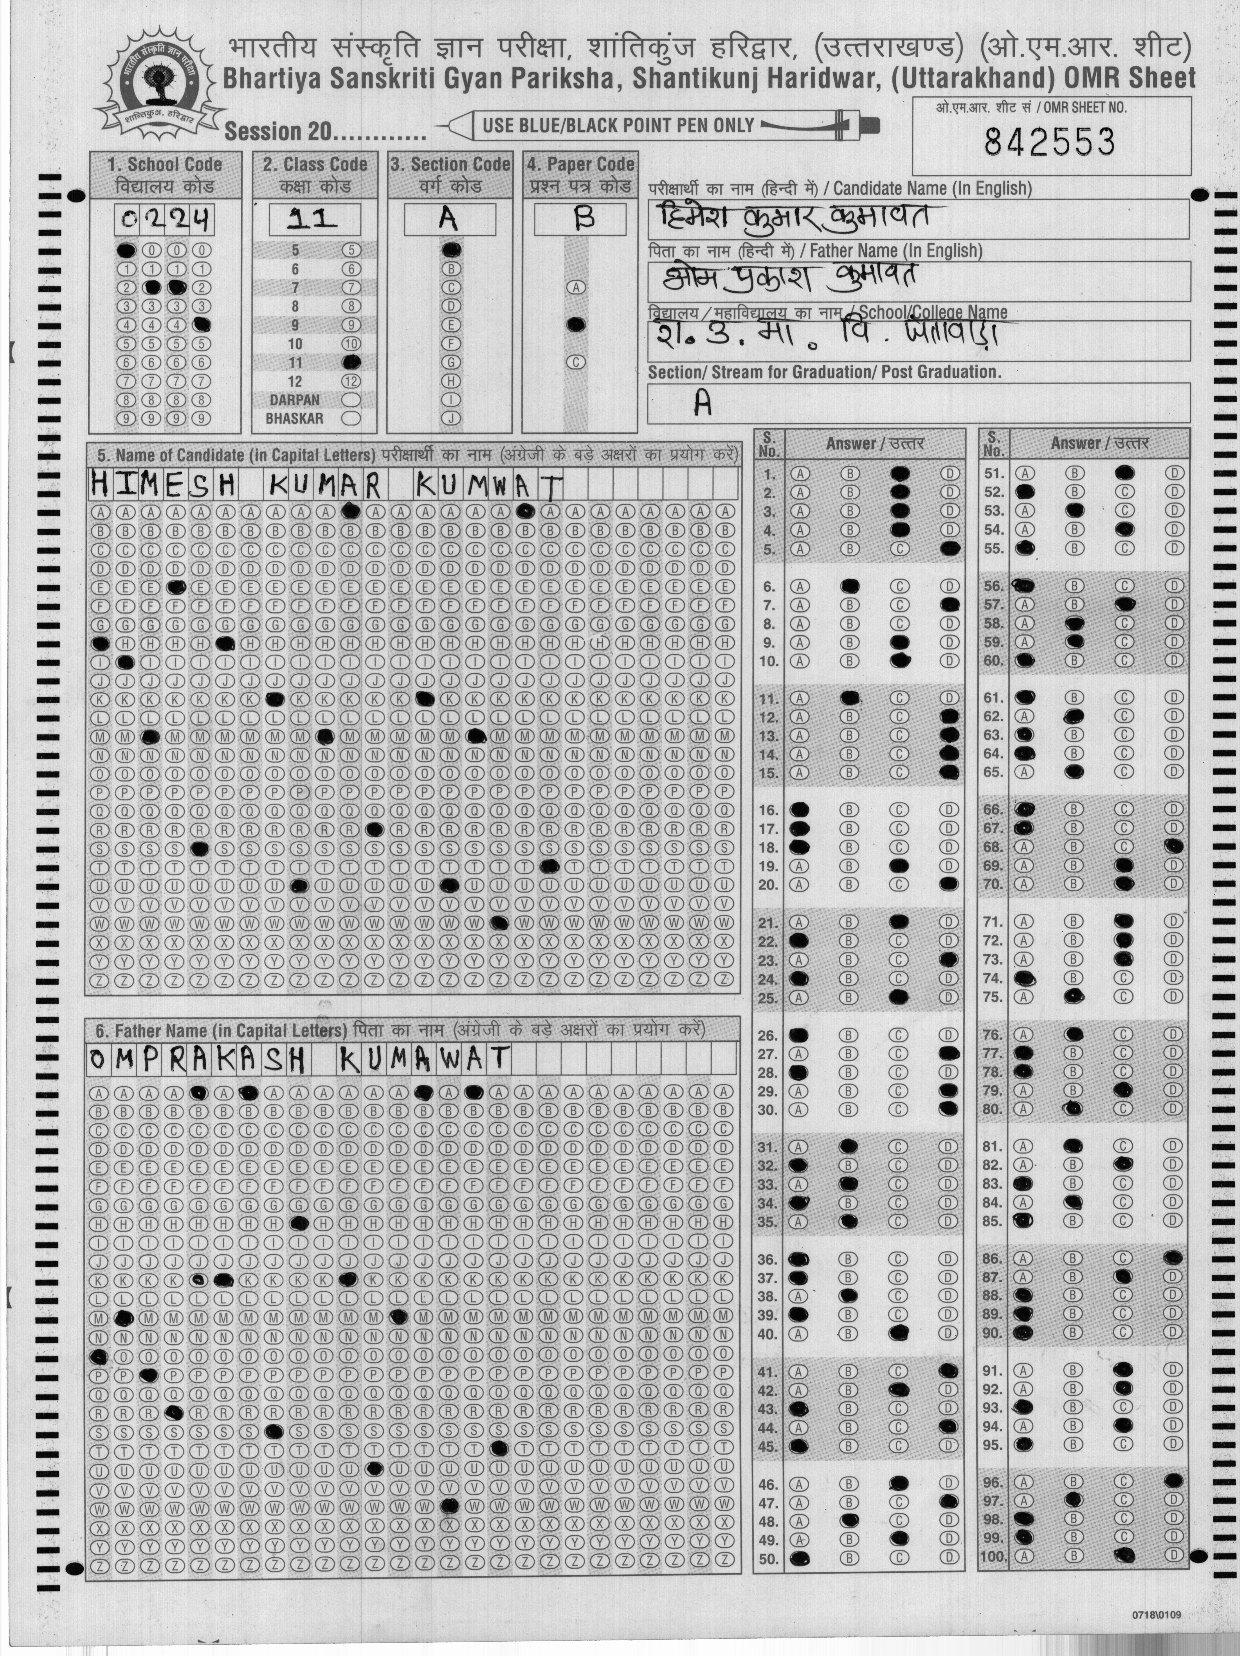 भारतीय संस्कृति ज्ञान परीक्षा, शांतिकुंज हरिद्वार, (उत्तराखण्ड) (ओ.एम.आर. शीट)
Bhartiya Sanskriti Gyan Pariksha, Shantikunj Haridwar, (Uttarakhand) OMR Sheet
Session 20............ USE BLUE/BLACK POINT PEN ONLY
ओ.एम.आर. शीट सं / OMR SHEET NO.
842553
1. School Code
विद्यालय कोड
0224
2. Class Code
कक्षा कोड
11
5
6
7
8
9
10
11
12
DARPAN
BHASKAR
3. Section Code
वर्ग कोड
A
4. Paper Code
प्रश्न पत्र कोड
B
परीक्षार्थी का नाम (हिन्दी में) / Candidate Name (In English)
हिमेश कुमार कुमावत
पिता का नाम (हिन्दी में) / Father Name (In English)
ओम प्रकाश कुमावत
विद्यालय / महाविद्यालय का नाम / School/College Name
रा. उ. मा. वि.
Section/ Stream for Graduation/ Post Graduation.
A
5. Name of Candidate (in Capital Letters) परीक्षार्थी का नाम (अंग्रेजी के बड़े अक्षरों का प्रयोग करें)
HIMESH KUMAR KUMWAT
6. Father Name (in Capital Letters) पिता का नाम (अंग्रेजी के बड़े अक्षरों का प्रयोग करें)
OMPRAKASH KUMAWAT
S. No. Answer / उत्तर
S. No. Answer / उत्तर
0718\0109